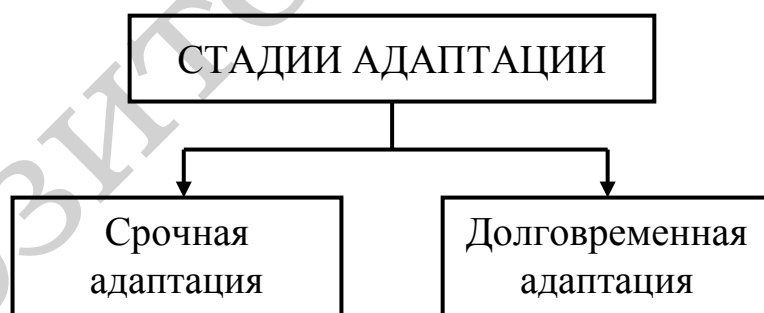 СТАДИИ АДАПТАЦИИ
Срочная
адаптация
Долговременная
адаптация